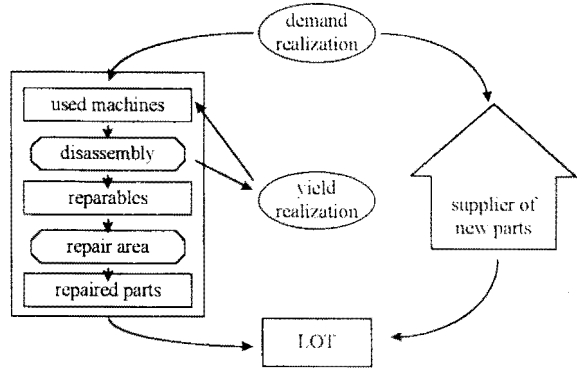 demand
realization
used machines
disassembly
reparables
repair area
repaired parts
yield
realization
supplier of
new parts
LOT